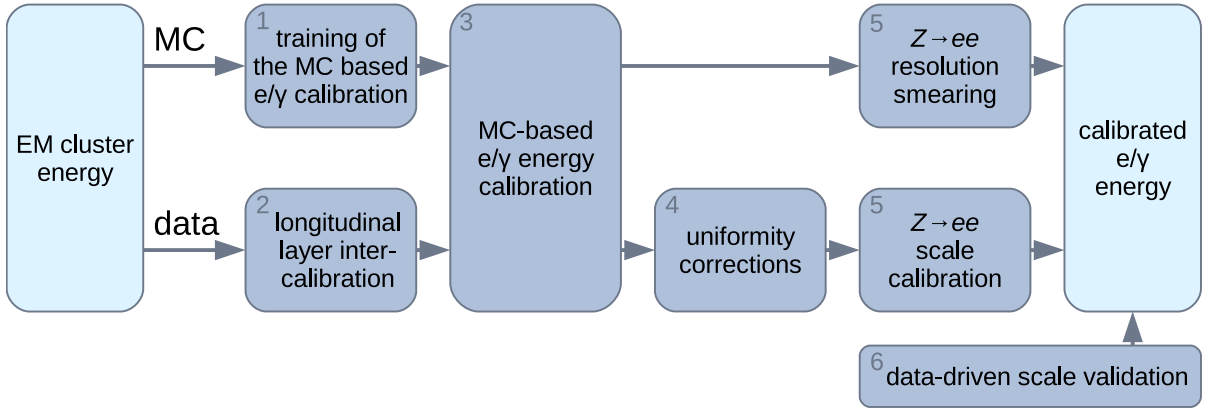 EM cluster
energy
MC
data
1
training of
the MC based
e/γ calibration
2
longitudinal
layer inter-
calibration
3
MC-based
e/γ energy
calibration
4
uniformity
corrections
5
Z→ee
resolution
smearing
5
Z→ee
scale
calibration
calibrated
e/γ
energy
6
data-driven scale validation